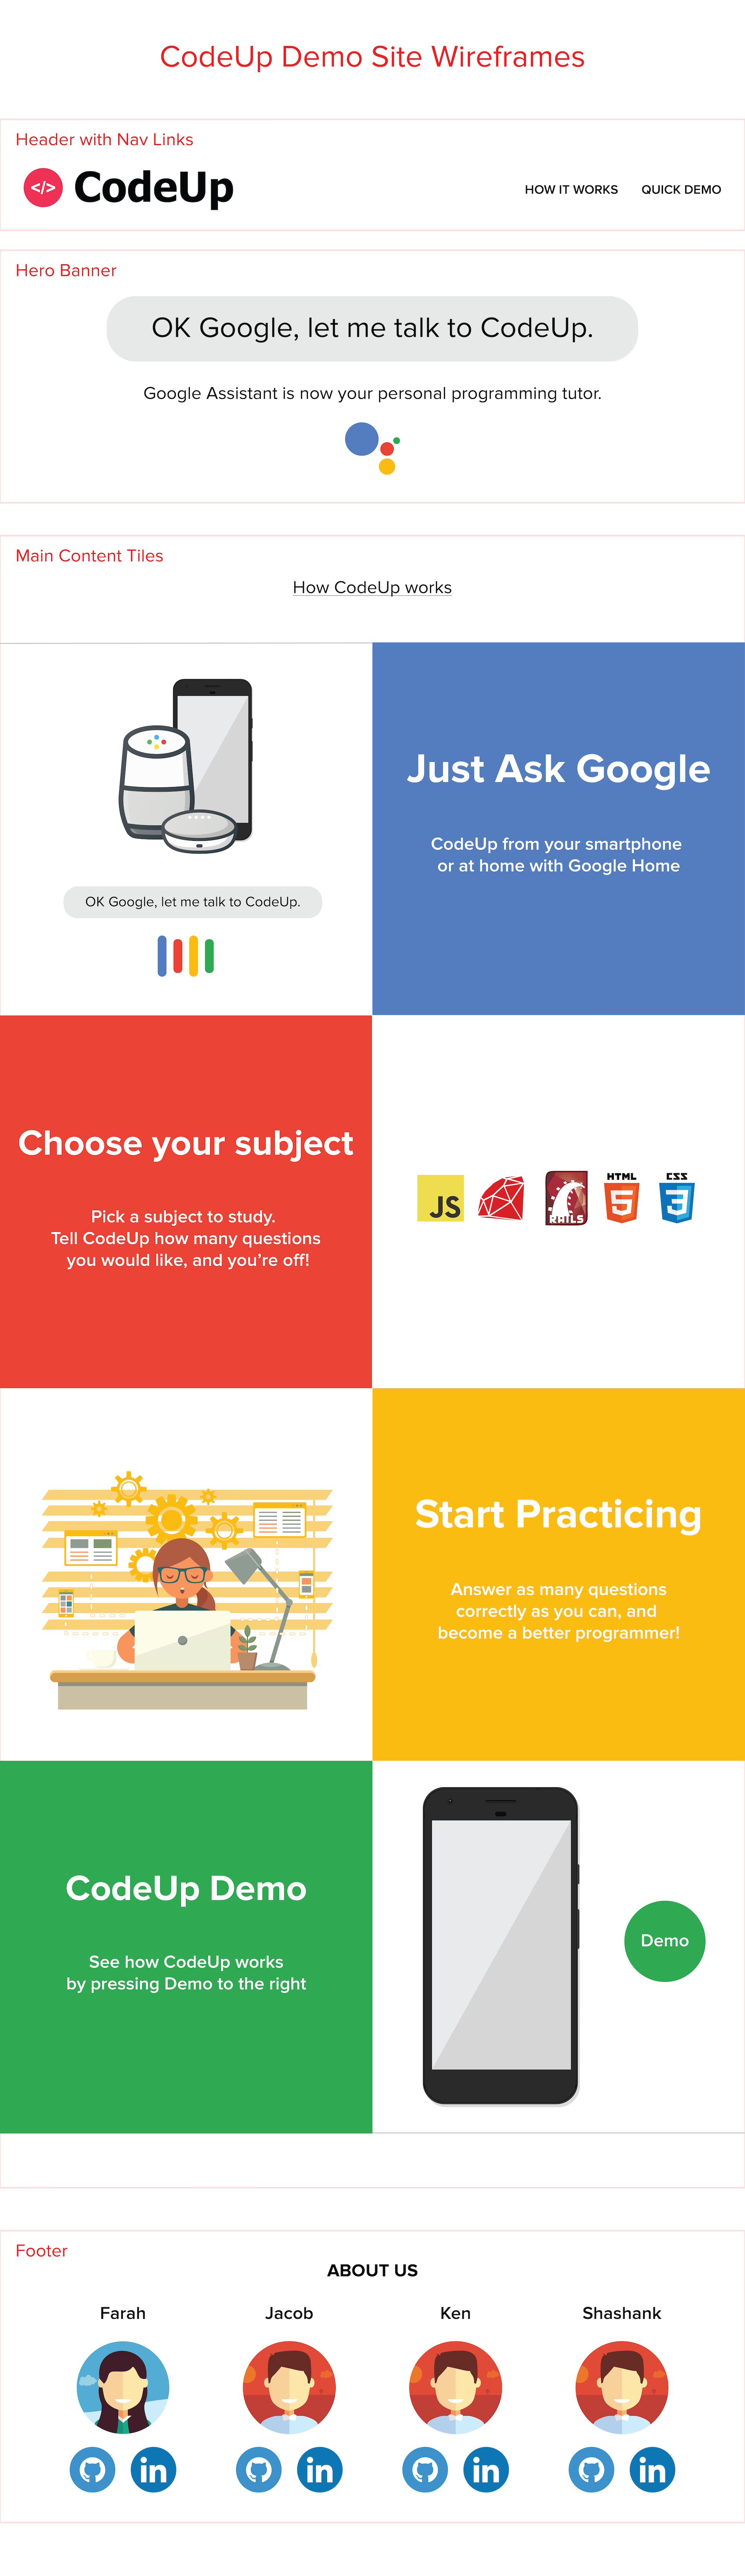 CodeUp Demo Site Wireframes
Header with Nav Links
</> CodeUp
HOW IT WORKS QUICK DEMO
Hero Banner
OK Google, let me talk to CodeUp.
Google Assistant is now your personal programming tutor.
Main Content Tiles
How CodeUp works
OK Google, let me talk to CodeUp.
Just Ask Google
CodeUp from your smartphone
or at home with Google Home
Choose your subject
Pick a subject to study.
Tell CodeUp how many questions
you would like, and you’re off!
JS
RAILS
HTML
5
CSS
3
Start Practicing
Answer as many questions
correctly as you can, and
become a better programmer!
CodeUp Demo
See how CodeUp works
by pressing Demo to the right
Demo
Footer
ABOUT US
Farah Jacob Ken Shashank
in in in in